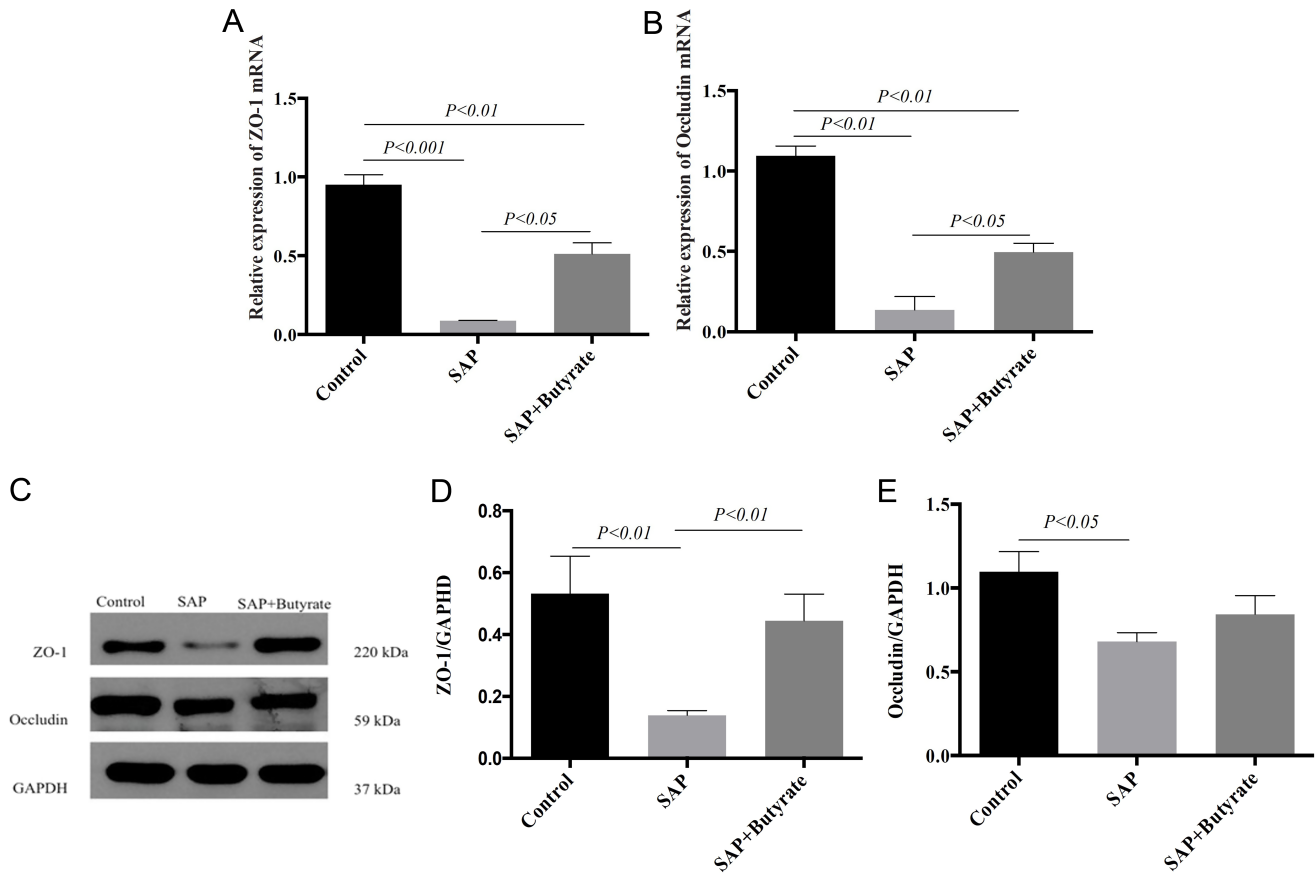 A
Relative expression of ZO-1 mRNA
1.5
1.0
0.5
0.0
P<0.01
P<0.001
P<0.05
Control
SAP
SAP+Butyrate
B
Relative expression of Occludin mRNA
1.5
1.0
0.5
0.0
P<0.01
P<0.01
P<0.05
Control
SAP
SAP+Butyrate
C
Control SAP SAP+Butyrate
ZO-1 220 kDa
Occludin 59 kDa
GAPDH 37 kDa
D
ZO-1/GAPHD
0.8
0.6
0.4
0.2
0.0
P<0.01
P<0.01
Control
SAP
SAP+Butyrate
E
Occludin/GAPDH
1.5
1.0
0.5
0.0
P<0.05
Control
SAP
SAP+Butyrate